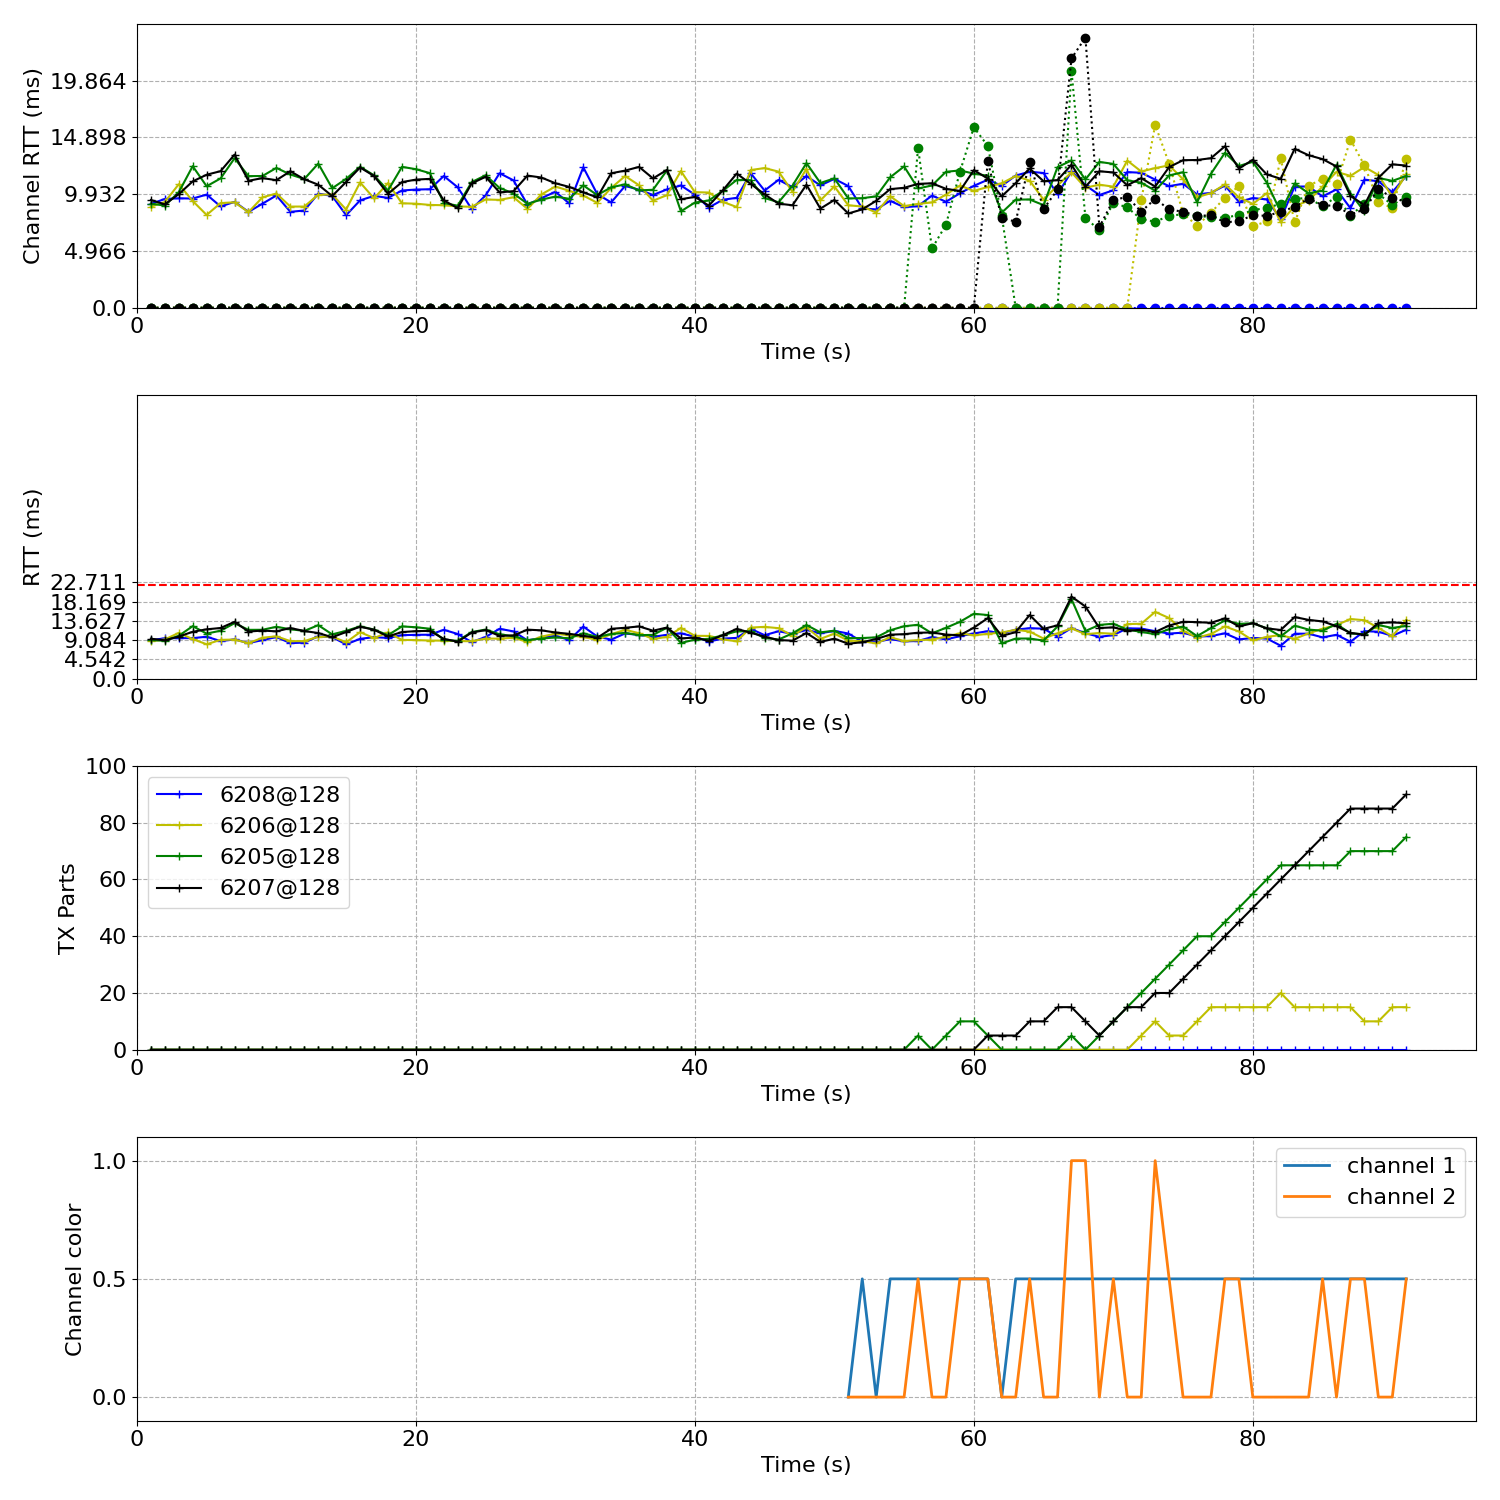 Channel RTT (ms)
19.864
14.898
9.932
4.966
0.0
0 20 40 60 80
Time (s)
RTT (ms)
22.711
18.169
13.627
9.084
4.542
0.0
0 20 40 60 80
Time (s)
TX Parts
100
80
60
40
20
0
6208@128
6206@128
6205@128
6207@128
0 20 40 60 80
Time (s)
Channel color
1.0
0.5
0.0
channel 1
channel 2
0 20 40 60 80
Time (s)